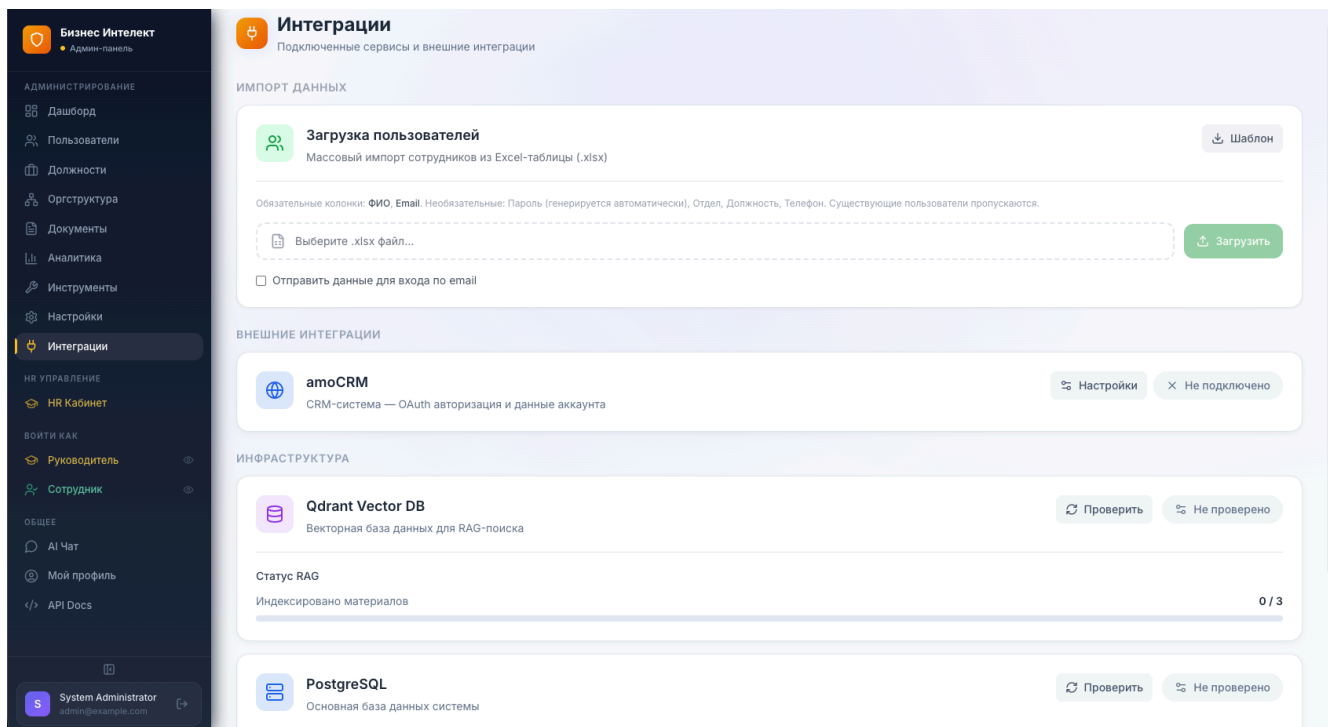 Бизнес Интелект
Админ-панель
АДМИНИСТРИРОВАНИЕ
Дашборд
Пользователи
Должности
Оргструктура
Документы
Аналитика
Инструменты
Настройки
Интеграции
HR УПРАВЛЕНИЕ
HR Кабинет
ВОЙТИ КАК
Руководитель
Сотрудник
ОБЩЕЕ
AI Чат
Мой профиль
API Docs
S
System Administrator
admin@example.com
Интеграции
Подключенные сервисы и внешние интеграции
ИМПОРТ ДАННЫХ
Загрузка пользователей
Массовый импорт сотрудников из Excel-таблицы (.xlsx)
Шаблон
Обязательные колонки: ФИО, Email. Необязательные: Пароль (генерируется автоматически), Отдел, Должность, Телефон. Существующие пользователи пропускаются.
Выберите .xlsx файл...
Загрузить
Отправить данные для входа по email
ВНЕШНИЕ ИНТЕГРАЦИИ
amoCRM
CRM-система — OAuth авторизация и данные аккаунта
Настройки
Не подключено
ИНФРАСТРУКТУРА
Qdrant Vector DB
Векторная база данных для RAG-поиска
Проверить
Не проверено
Статус RAG
Индексировано материалов 0 / 3
PostgreSQL
Основная база данных системы
Проверить
Не проверено